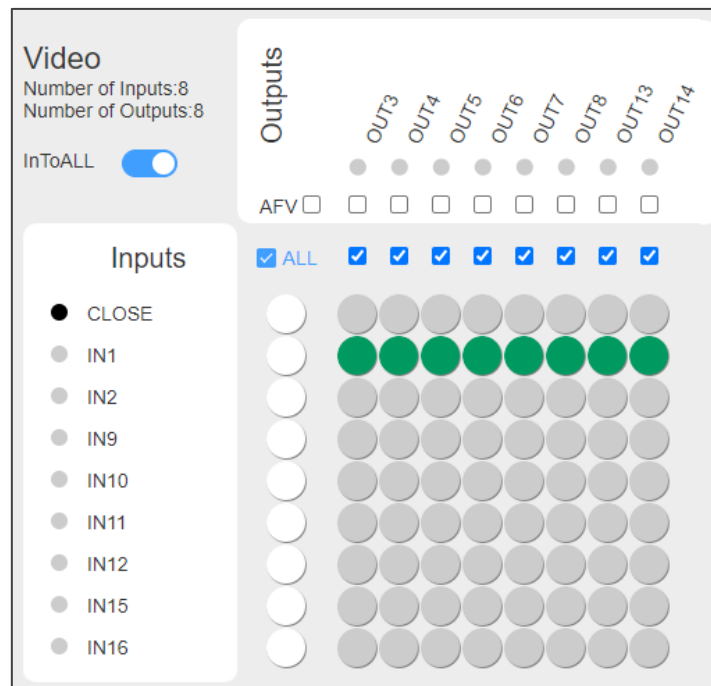 Video
Number of Inputs:8
Number of Outputs:8
InToALL
Outputs
OUT3
OUT4
OUT5
OUT6
OUT7
OUT8
OUT13
OUT14
AFV
Inputs
ALL
CLOSE
IN1
IN2
IN9
IN10
IN11
IN12
IN15
IN16